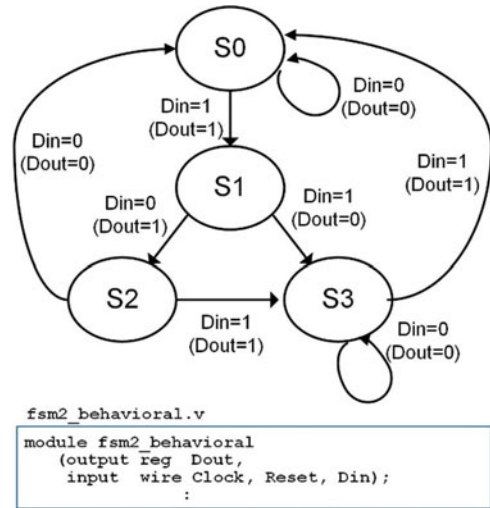 S0
Din=0
(Dout=0)
Din=1
(Dout=1)
Din=0
(Dout=0)
Din=1
(Dout=1)
S1
Din=0
(Dout=1)
Din=1
(Dout=0)
S2
S3
Din=1
(Dout=1)
Din=0
(Dout=0)
fsm2_behavioral.v
module fsm2_behavioral
(output reg Dout,
input wire Clock, Reset, Din);
: